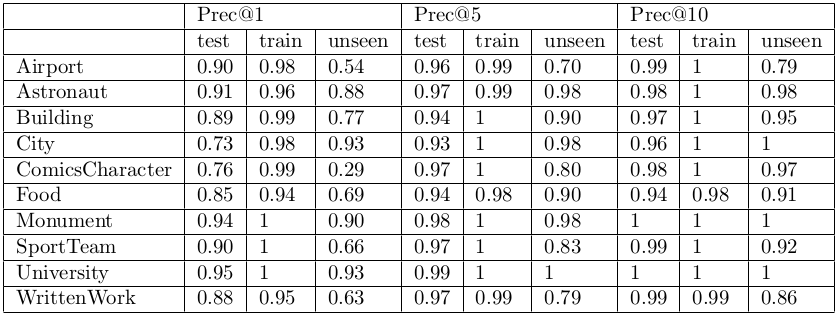 Prec@1 Prec@5 Prec@10
test train unseen test train unseen test train unseen
Airport 0.90 0.98 0.54 0.96 0.99 0.70 0.99 1 0.79
Astronaut 0.91 0.96 0.88 0.97 0.99 0.98 0.98 1 0.98
Building 0.89 0.99 0.77 0.94 1 0.90 0.97 1 0.95
City 0.73 0.98 0.93 0.93 1 0.98 0.96 1 1
ComicsCharacter 0.76 0.99 0.29 0.97 1 0.80 0.98 1 0.97
Food 0.85 0.94 0.69 0.94 0.98 0.90 0.94 0.98 0.91
Monument 0.94 1 0.90 0.98 1 0.98 1 1 1
SportTeam 0.90 1 0.66 0.97 1 0.83 0.99 1 0.92
University 0.95 1 0.93 0.99 1 1 1 1 1
WrittenWork 0.88 0.95 0.63 0.97 0.99 0.79 0.99 0.99 0.86